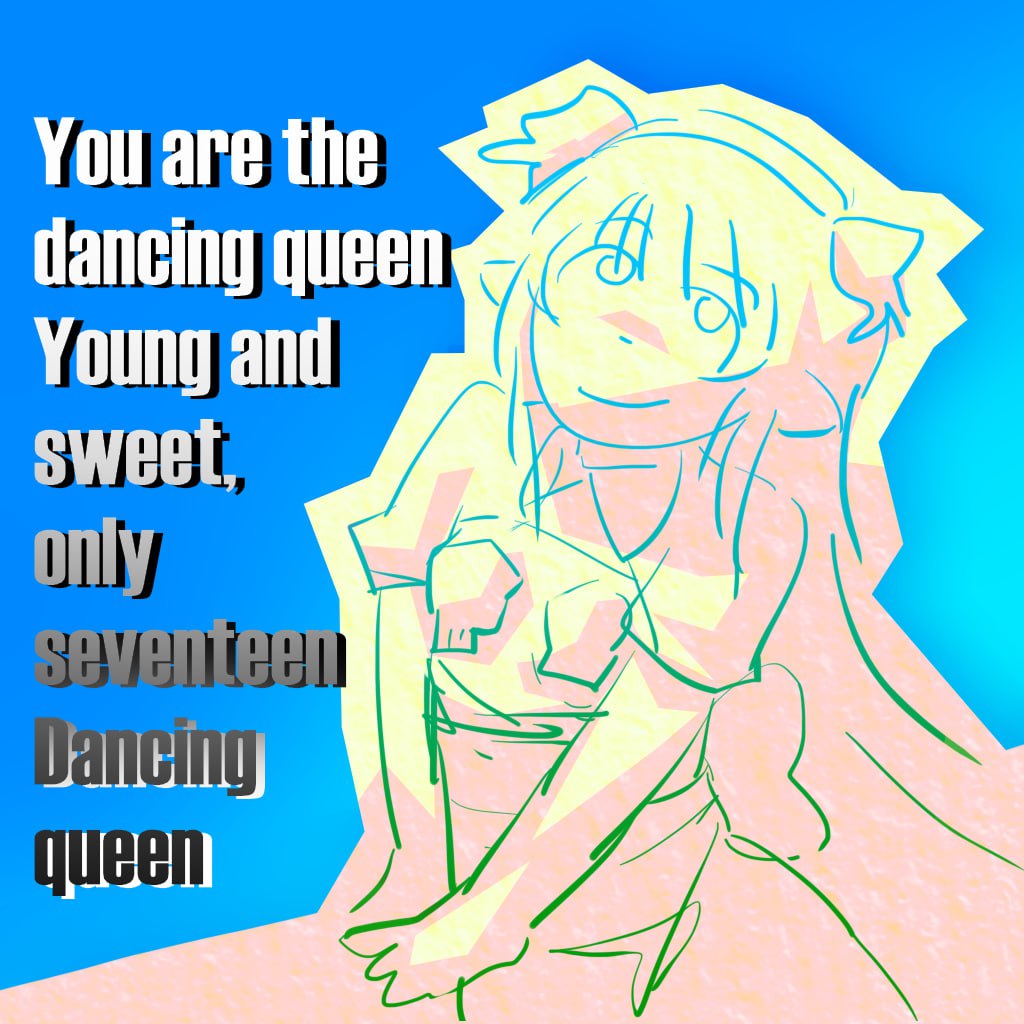 You are the
dancing queen
Young and
sweet,
only
seventeen
Dancing
queen